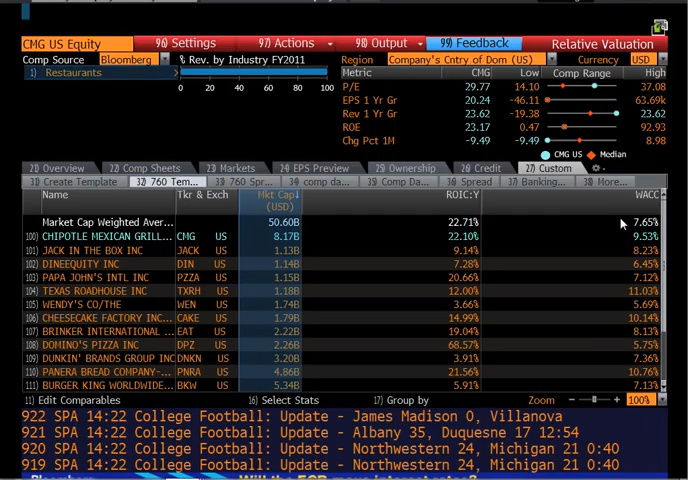 CMG US Equity 96) Settings 97) Actions 98) Output 99) Feedback Relative Valuation
Comp Source Bloomberg % Rev. by Industry FY2011 Region Company's Cntry of Dom (US) Currency USD
1) Restaurants Metric CMG Low Comp Range High
P/E 29.77 14.10 37.08
EPS 1 Yr Gr 20.24 -46.11 63.69k
Rev 1 Yr Gr 23.62 -19.38 23.62
ROE 23.17 0.47 92.93
0 20 40 60 80 100 Chg Pct 1M -9.49 -9.49 8.98
CMG US Median
21) Overview 22) Comp Sheets 23) Markets 24) EPS Preview 25) Ownership 26) Credit 27) Custom
31) Create Template 32) 760 Tem... 33) 760 Spr... 34) comp da... 35) Comp Da... 36) Spread 37) Banking... 38) More...
Name Tkr & Exch Mkt Cap ROIC:Y WACC
(USD)
Market Cap Weighted Aver... 50.60B 22.71% 7.65%
100) CHIPOTLE MEXICAN GRILL... CMG US 8.17B 22.10% 9.53%
101) JACK IN THE BOX INC JACK US 1.13B 9.14% 8.23%
102) DINEEQUITY INC DIN US 1.14B 7.28% 6.45%
103) PAPA JOHN'S INTL INC PZZA US 1.15B 20.66% 7.12%
104) TEXAS ROADHOUSE INC TXRH US 1.18B 12.00% 11.03%
105) WENDY'S CO/THE WEN US 1.74B 3.66% 5.69%
106) CHEESECAKE FACTORY INC... CAKE US 1.79B 14.99% 10.14%
107) BRINKER INTERNATIONAL ... EAT US 2.22B 19.04% 8.13%
108) DOMINO'S PIZZA INC DPZ US 2.26B 68.57% 5.75%
109) DUNKIN' BRANDS GROUP INC DNKN US 3.20B 3.91% 7.36%
110) PANERA BREAD COMPANY-... PNRA US 4.86B 21.56% 10.76%
111) BURGER KING WORLDWIDE... BKW US 5.34B 5.91% 7.13%
11) Edit Comparables 16) Select Stats 17) Group by Zoom - + 100%
922 SPA 14:22 College Football: Update - James Madison 0, Villanova
921 SPA 14:22 College Football: Update - Albany 35, Duquesne 17 12:54
920 SPA 14:22 College Football: Update - Northwestern 24, Michigan 21 0:40
919 SPA 14:22 College Football: Update - Northwestern 24, Michigan 21 0:40
Bloomberg Will the ECB move interest rates?